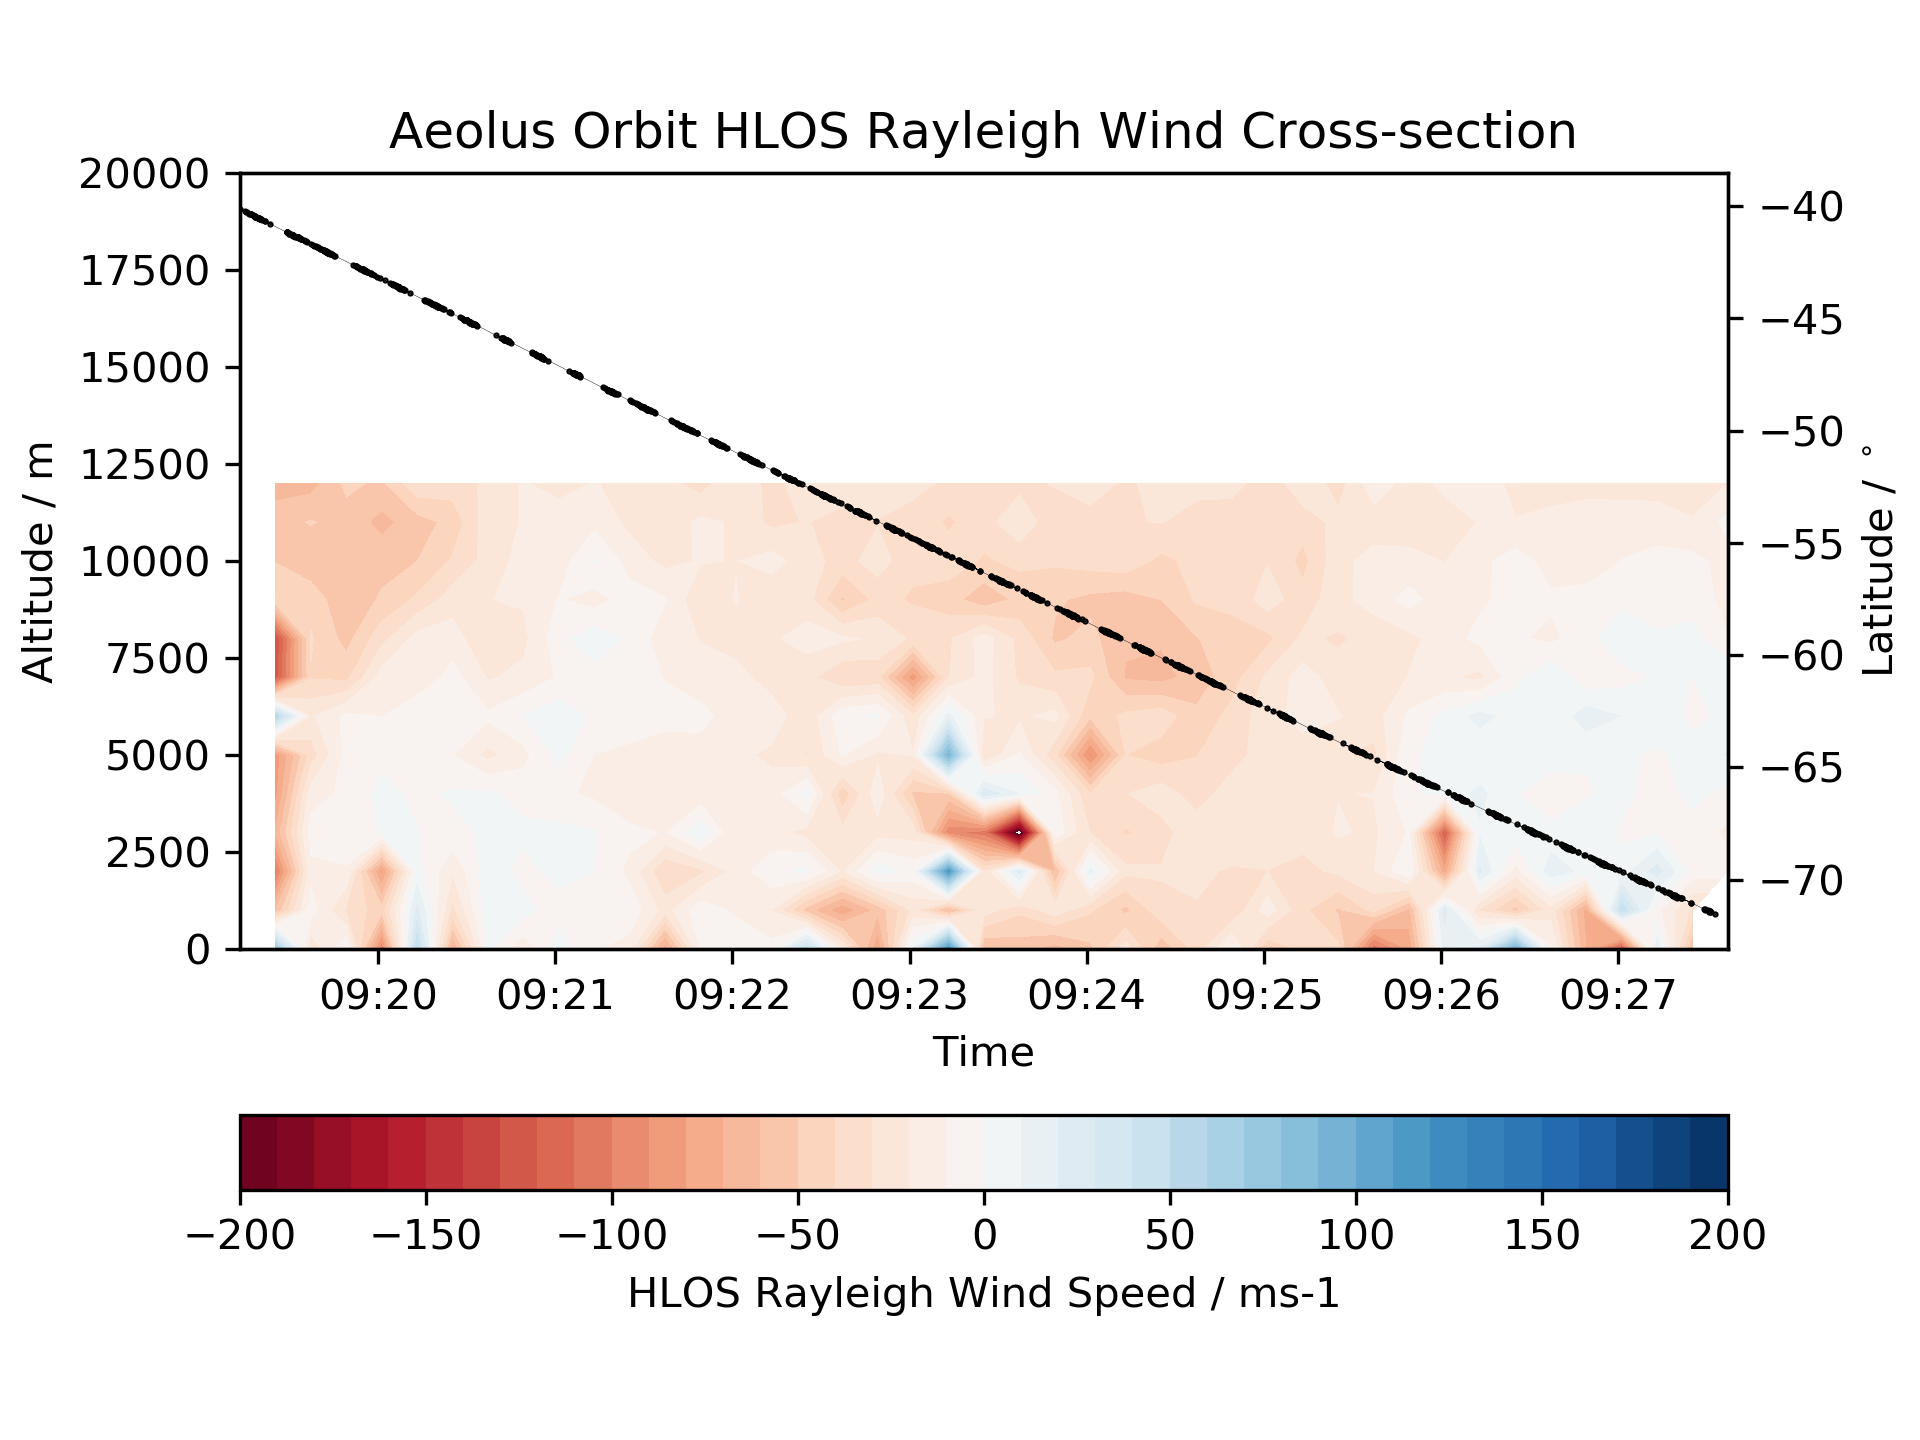 Aeolus Orbit HLOS Rayleigh Wind Cross-section
20000
17500
15000
12500
10000
7500
5000
2500
0
Altitude / m
−40
−45
−50
−55
−60
−65
−70
Latitude / °
09:20 09:21 09:22 09:23 09:24 09:25 09:26 09:27
Time
−200 −150 −100 −50 0 50 100 150 200
HLOS Rayleigh Wind Speed / ms-1